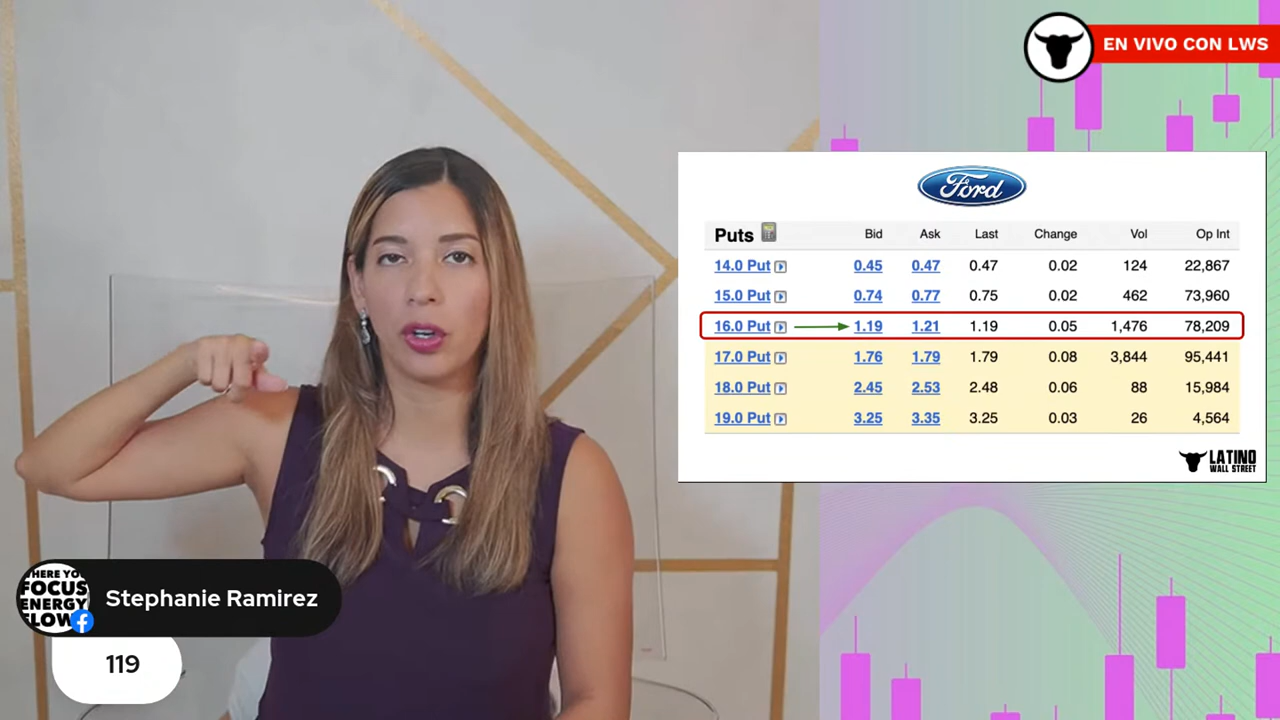 EN VIVO CON LWS
Ford
Puts Bid Ask Last Change Vol Op Int
14.0 Put 0.45 0.47 0.47 0.02 124 22,867
15.0 Put 0.74 0.77 0.75 0.02 462 73,960
16.0 Put 1.19 1.21 1.19 0.05 1,476 78,209
17.0 Put 1.76 1.79 1.79 0.08 3,844 95,441
18.0 Put 2.45 2.53 2.48 0.06 88 15,984
19.0 Put 3.25 3.35 3.25 0.03 26 4,564
LATINO
WALL STREET
WHERE YOU
FOCUS
ENERGY
FLOW
Stephanie Ramirez
119